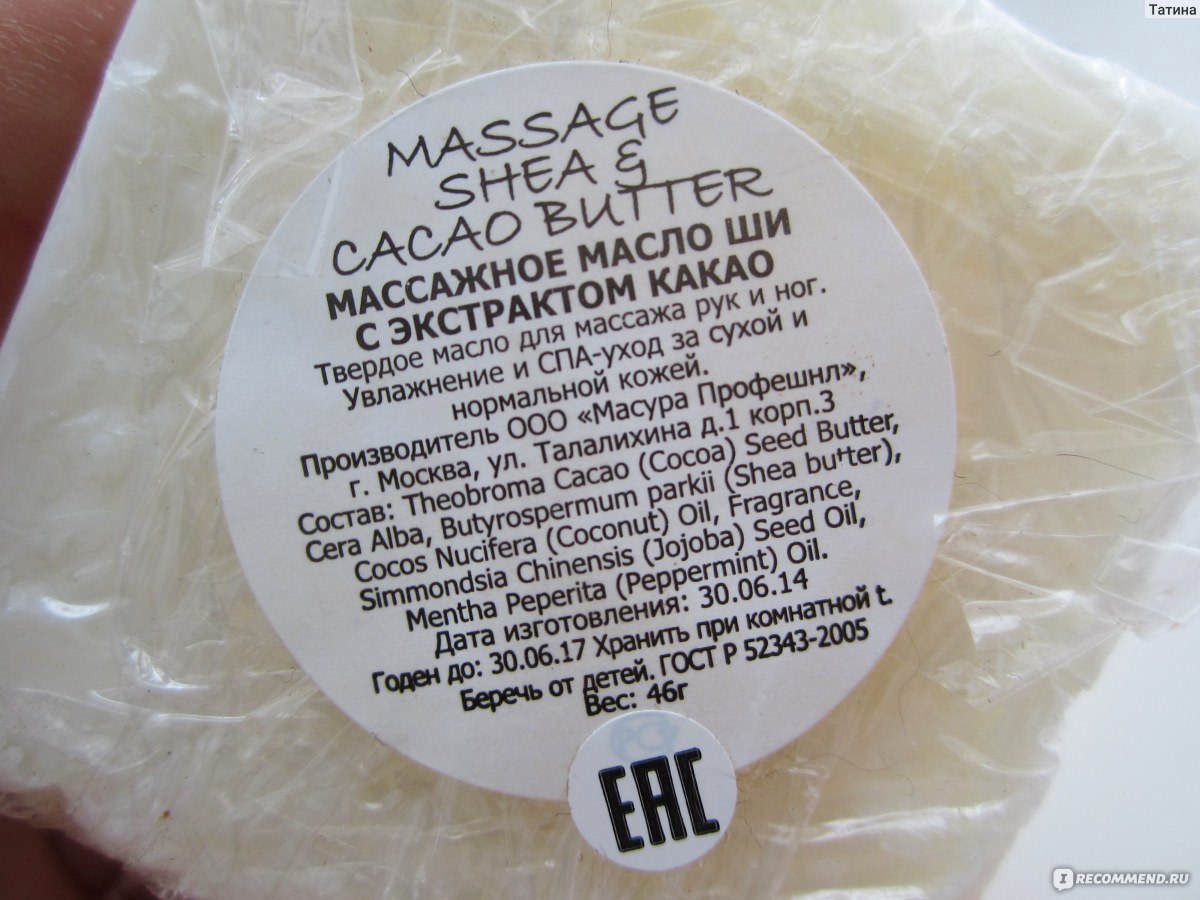 Татина
MASSAGE
SHEA &
CACAO BUTTER
МАССАЖНОЕ МАСЛО ШИ
С ЭКСТРАКТОМ КАКАО
Твердое масло для массажа рук и ног.
Увлажнение и СПА-уход за сухой и
нормальной кожей.
Производитель ООО «Масура Профешнл»,
г. Москва, ул. Талалихина д.1 корп.3
Состав: Theobroma Cacao (Cocoa) Seed Butter,
Cera Alba, Butyrospermum parkii (Shea butter),
Cocos Nucifera (Coconut) Oil, Fragrance,
Simmondsia Chinensis (Jojoba) Seed Oil,
Mentha Peperita (Peppermint) Oil.
Дата изготовления: 30.06.14
Годен до: 30.06.17 Хранить при комнатной t.
Беречь от детей. ГОСТ Р 52343-2005
Вес: 46г
EAC
IRECOMMEND.RU